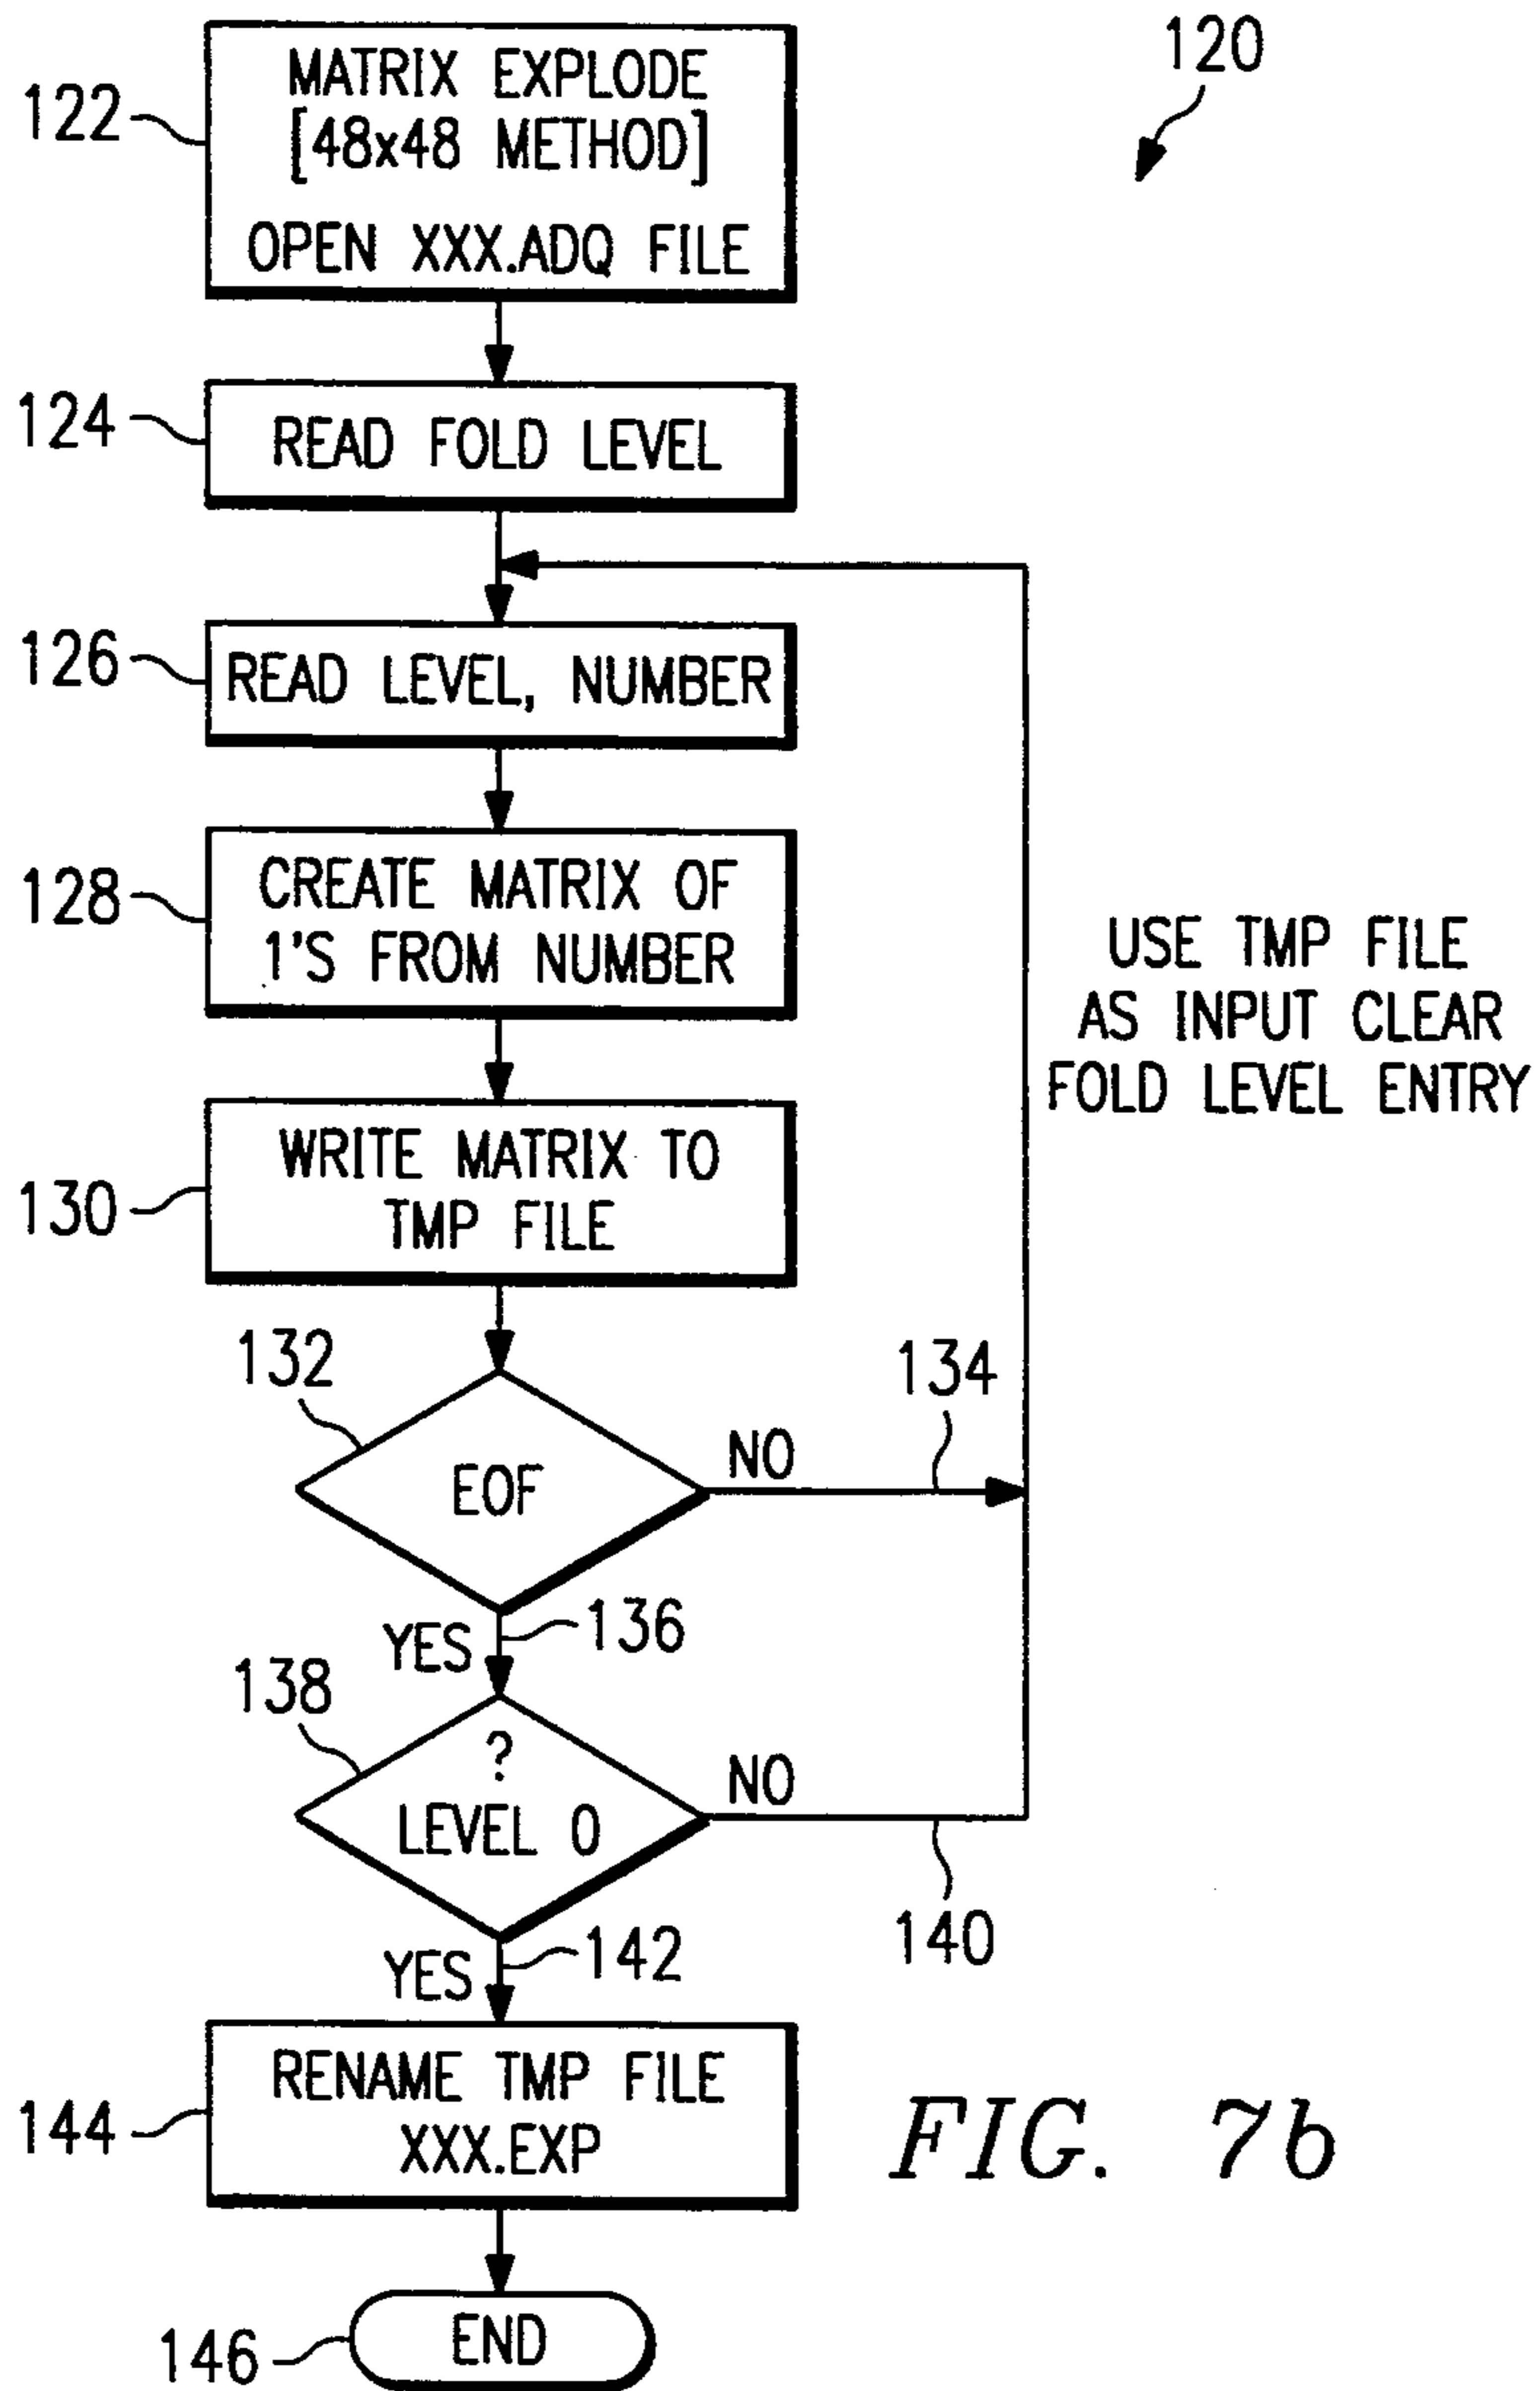 120
122
MATRIX EXPLODE
[48x48 METHOD]
OPEN XXX.ADQ FILE
124
READ FOLD LEVEL
126
READ LEVEL, NUMBER
128
CREATE MATRIX OF
1'S FROM NUMBER
USE TMP FILE
AS INPUT CLEAR
FOLD LEVEL ENTRY
130
WRITE MATRIX TO
TMP FILE
132
134
EOF
NO
YES
136
138
?
LEVEL 0
NO
140
YES
142
144
RENAME TMP FILE
XXX.EXP
FIG. 7b
146
END